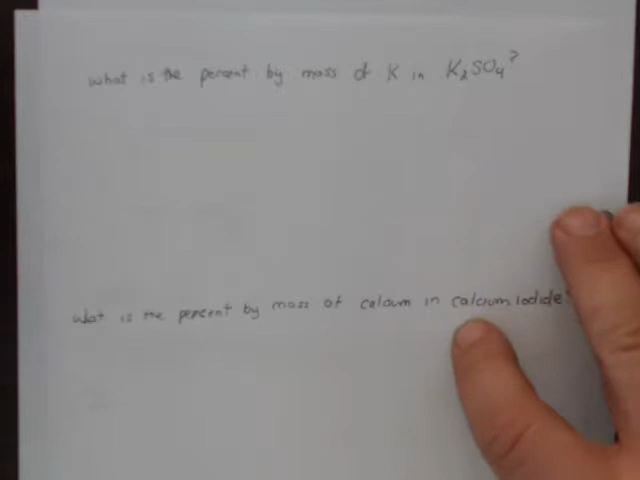 what is the percent by mass of K in K₂SO₄?
what is the percent by mass of calcium in calcium iodide?